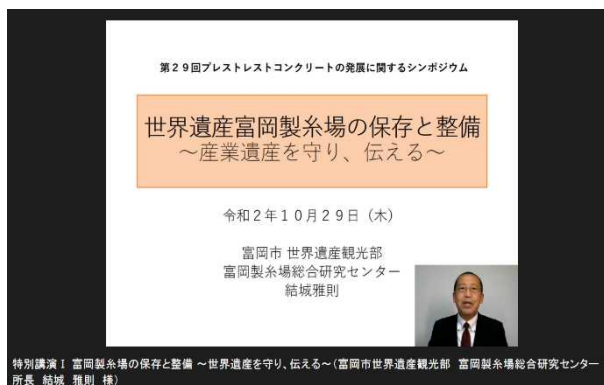 第29回プレストレストコンクリートの発展に関するシンポジウム
世界遺産富岡製糸場の保存と整備
～産業遺産を守り、伝える～
令和2年10月29日（木）
富岡市 世界遺産観光部
富岡製糸場総合研究センター
結城雅則
特別講演Ⅰ 富岡製糸場の保存と整備 ～世界遺産を守り、伝える～（富岡市世界遺産観光部 富岡製糸場総合研究センター
所長 結城 雅則 様）